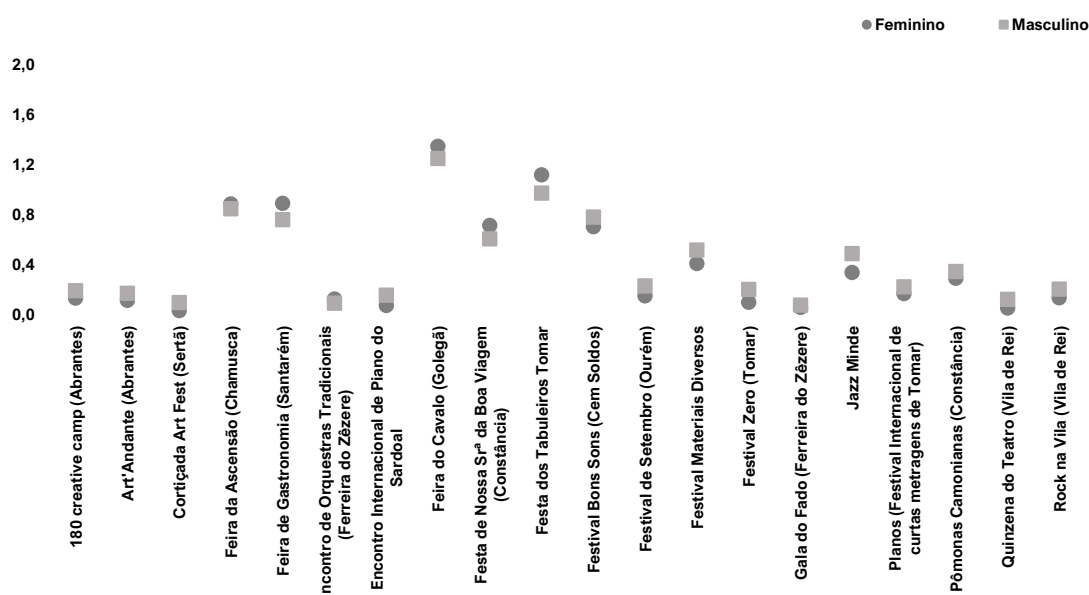 Feminino
Masculino
2,0
1,6
1,2
0,8
0,4
0,0
180 creative camp (Abrantes)
Art'Andante (Abrantes)
Cortiçada Art Fest (Sertã)
Feira da Ascensão (Chamusca)
Feira de Gastronomia (Santarém)
ncontro de Orquestras Tradicionais
(Ferreira do Zêzere)
Encontro Internacional de Piano do
Sardoal
Feira do Cavalo (Golegã)
Festa de Nossa Srª da Boa Viagem
(Constância)
Festa dos Tabuleiros Tomar
Festival Bons Sons (Cem Soldos)
Festival de Setembro (Ourém)
Festival Materiais Diversos
Festival Zero (Tomar)
Gala do Fado (Ferreira do Zêzere)
Jazz Minde
Planos (Festival Internacional de
curtas metragens de Tomar)
Pômonas Camonianas (Constância)
Quinzena do Teatro (Vila de Rei)
Rock na Vila (Vila de Rei)